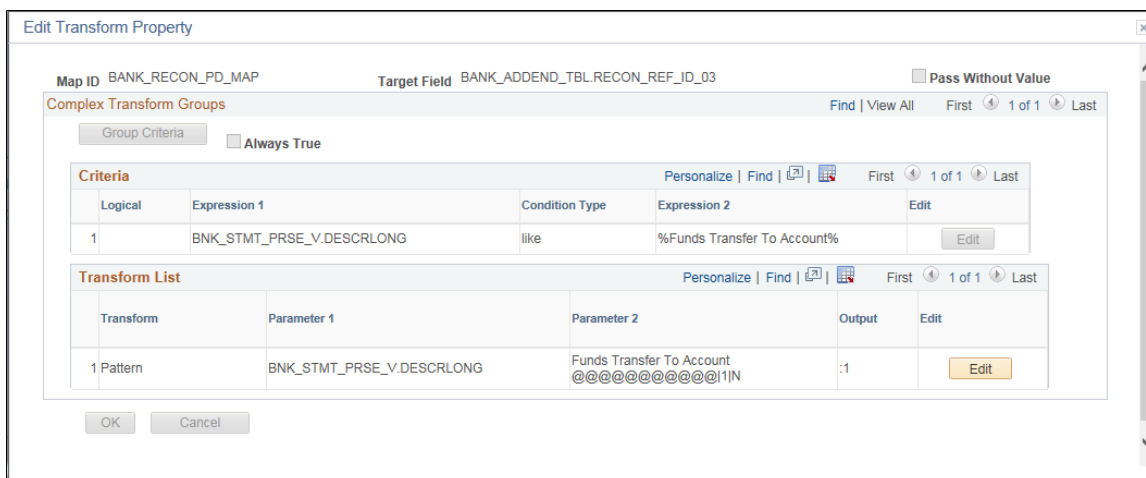 Edit Transform Property
Map ID BANK_RECON_PD_MAP Target Field BANK_ADDEND_TBL.RECON_REF_ID_03 Pass Without Value
Complex Transform Groups Find | View All First 1 of 1 Last
Group Criteria Always True
Criteria Personalize | Find | | First 1 of 1 Last
Logical Expression 1 Condition Type Expression 2 Edit
1 BNK_STMT_PRSE_V.DESCRLONG like %Funds Transfer To Account% Edit
Transform List Personalize | Find | | First 1 of 1 Last
Transform Parameter 1 Parameter 2 Output Edit
1 Pattern BNK_STMT_PRSE_V.DESCRLONG Funds Transfer To Account :1 Edit
@@@@@@@@@@@|1|N
OK Cancel